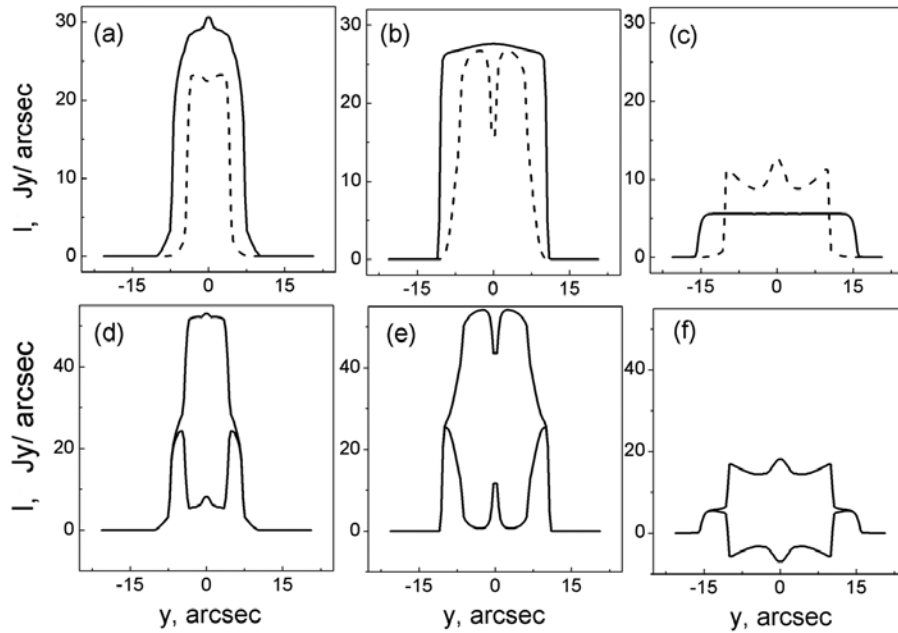 (a) (b) (c)
30 30 30
20 20 20
10 10 10
0 0 0
I, Jy/ arcsec
-15 0 15 -15 0 15 -15 0 15
(d) (e) (f)
40 40 40
20 20 20
0 0 0
I, Jy/ arcsec
-15 0 15 -15 0 15 -15 0 15
y, arcsec y, arcsec y, arcsec